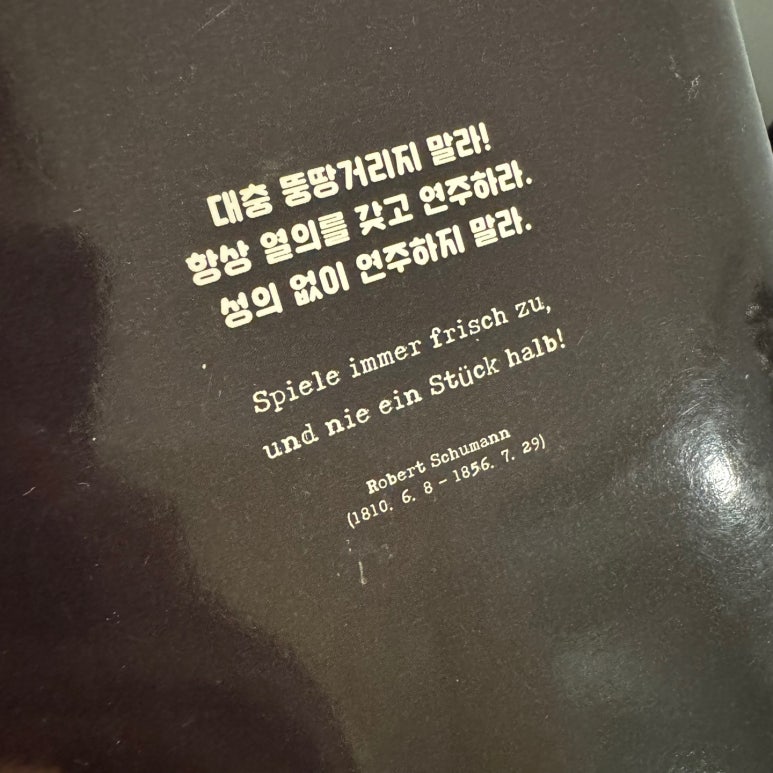 대충 뚱땅거리지 말라!
항상 열의를 갖고 연주하라.
성의 없이 연주하지 말라.
Spiele immer frisch zu,
und nie ein Stück halb!
Robert Schumann
(1810. 6. 8 - 1856. 7. 29)